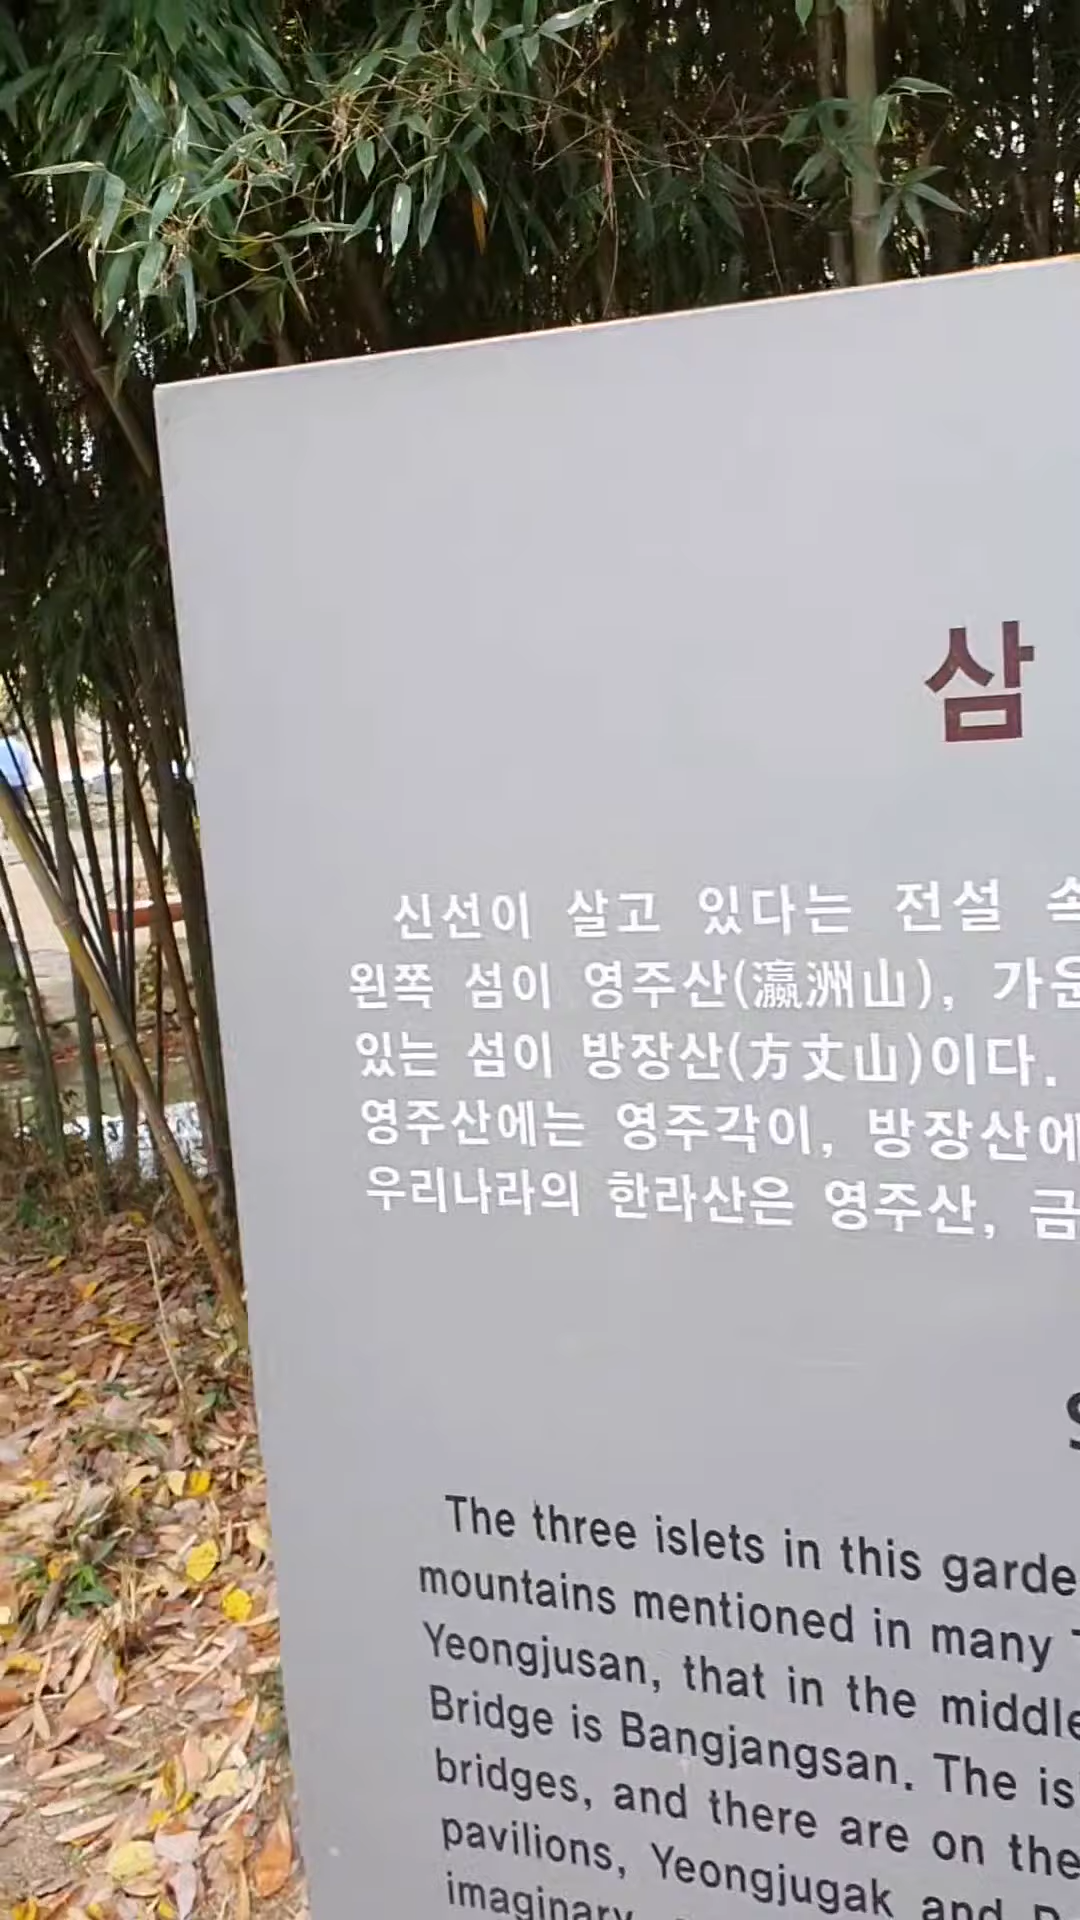 삼
신선이 살고 있다는 전설 속
왼쪽 섬이 영주산(瀛洲山), 가운
있는 섬이 방장산(方丈山)이다.
영주산에는 영주각이, 방장산에
우리나라의 한라산은 영주산, 금
The three islets in this garde
mountains mentioned in many
Yeongjusan, that in the middle
Bridge is Bangjangsan. The is
bridges, and there are on the
pavilions, Yeongjugak and
imaginary